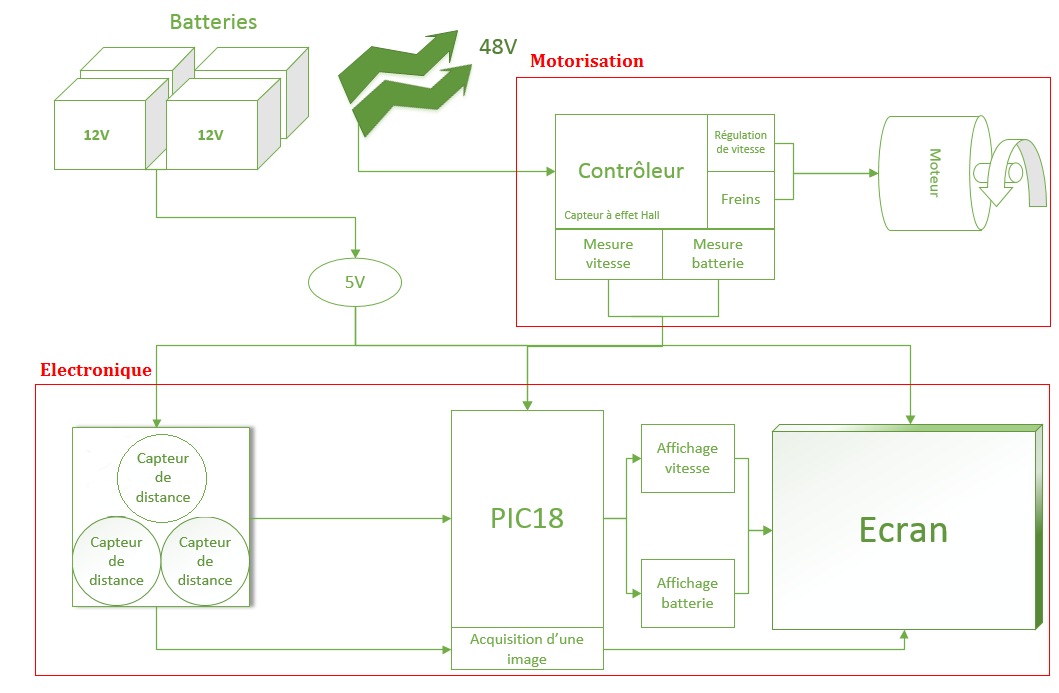 Batteries
48V
12V
12V
Motorisation
Contrôleur
Capteur à effet Hall
Régulation
de vitesse
Freins
Mesure
vitesse
Mesure
batterie
Moteur
5V
Electronique
Capteur
de
distance
Capteur
de
distance
Capteur
de
distance
PIC18
Acquisition d’une
image
Affichage
vitesse
Affichage
batterie
Ecran